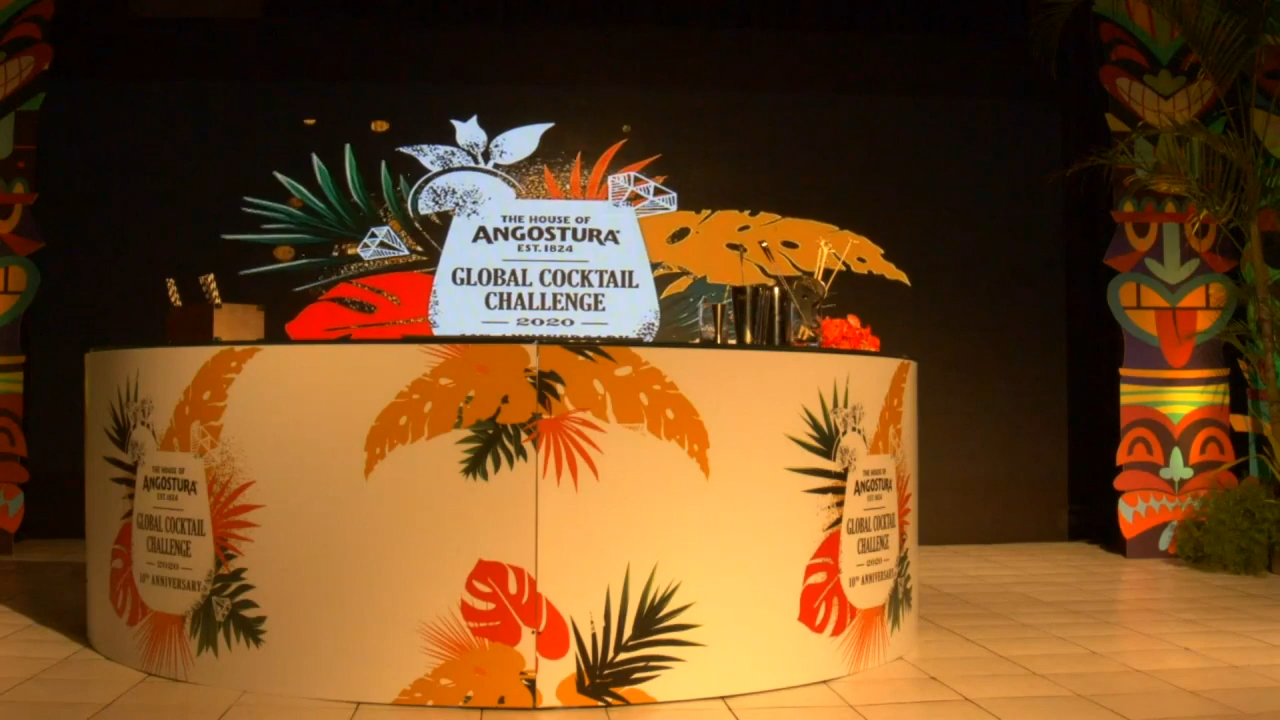 THE HOUSE OF
ANGOSTURA
EST. 1824
GLOBAL COCKTAIL
CHALLENGE
2020
THE HOUSE OF
ANGOSTURA
EST. 1824
GLOBAL COCKTAIL
CHALLENGE
2020
10TH ANNIVERSARY
THE HOUSE OF
ANGOSTURA
EST. 1824
GLOBAL COCKTAIL
CHALLENGE
2020
10TH ANNIVERSARY